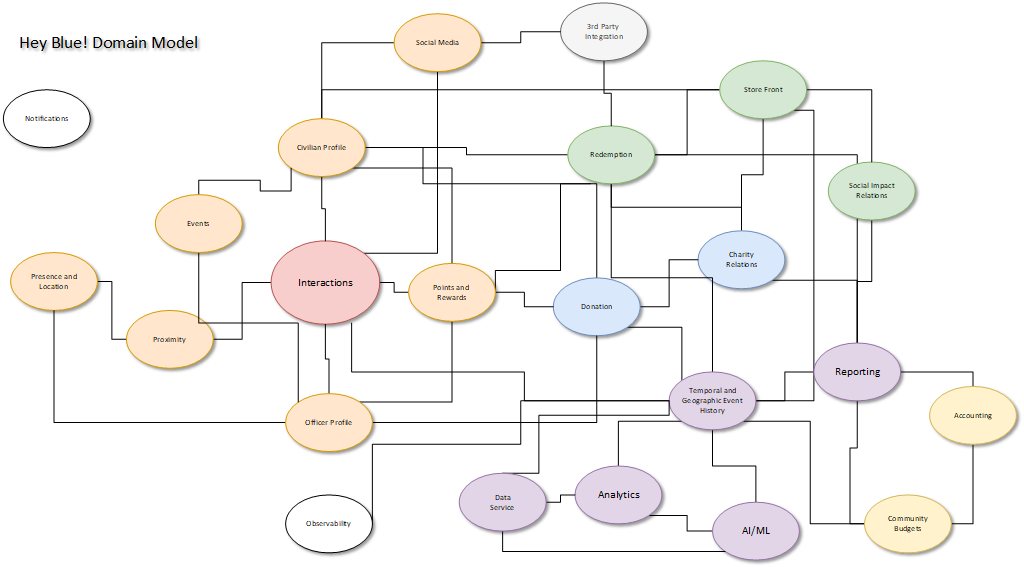 Hey Blue! Domain Model
Social Media
3rd Party
Integration
Store Front
Notifications
Civilian Profile
Redemption
Social Impact
Relations
Events
Charity
Relations
Presence and
Location
Interactions
Points and
Rewards
Donation
Proximity
Reporting
Temporal and
Geographic Event
History
Accounting
Officer Profile
Data
Service
Analytics
Observability
AI/ML
Community
Budgets